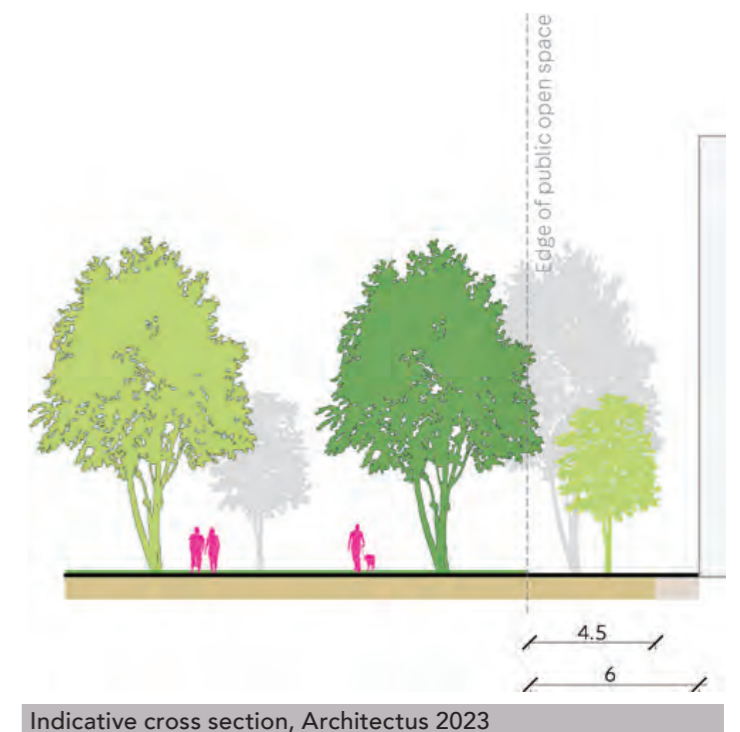 Edge of public open space
4.5
6
Indicative cross section, Architectus 2023